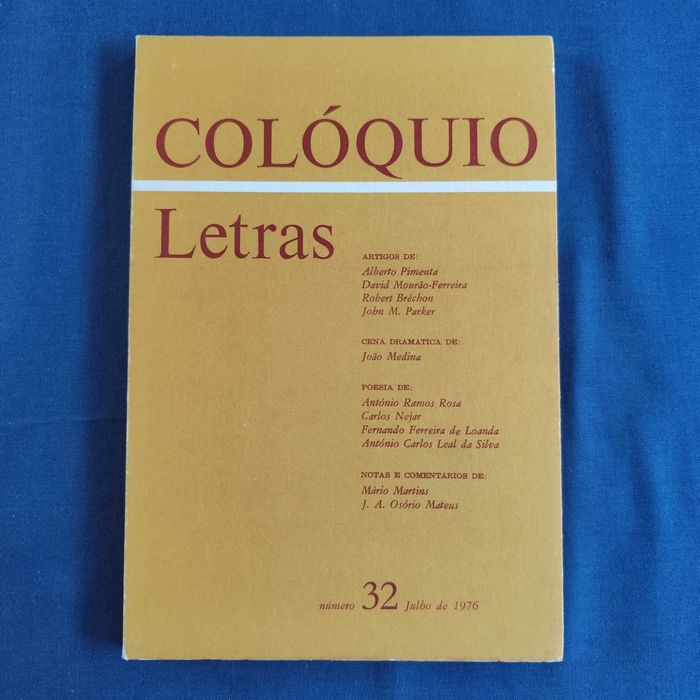 COLÓQUIO
Letras
ARTIGOS DE:
Alberto Pimenta
David Mourão-Ferreira
Robert Bréchon
John M. Parker
CENA DRAMATICA DE:
João Medina
POESIA DE:
António Ramos Rosa
Carlos Nejar
Fernando Ferreira de Loanda
António Carlos Leal da Silva
NOTAS E COMENTÁRIOS DE:
Mário Martins
J. A. Osório Mateus
número 32 Julho de 1976